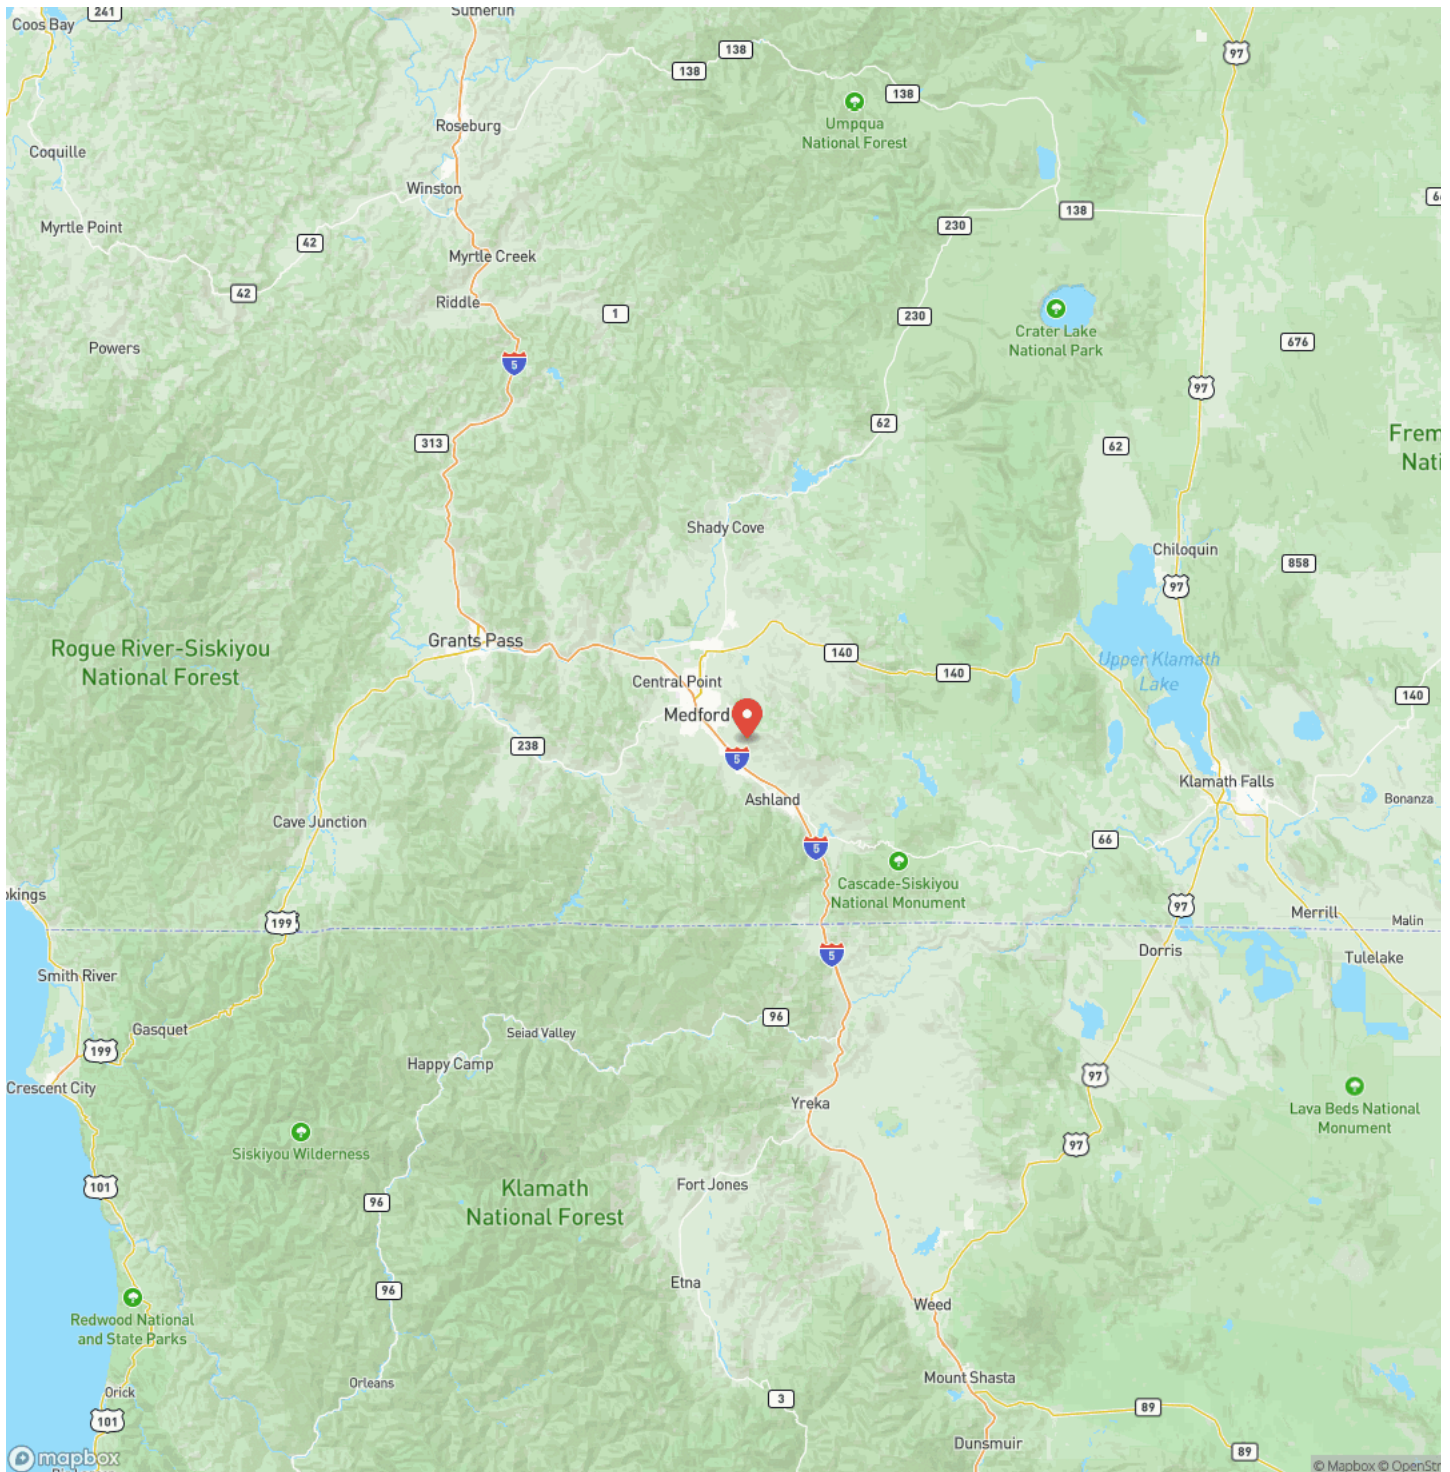 241
Coos Bay
Sutherlin
97
138
138
138
Umpqua
National Forest
Roseburg
Coquille
Winston
138
230
Myrtle Point
42
Myrtle Creek
42
Riddle
1
230
Crater Lake
National Park
676
Powers
5
97
62
62
313
Frem
Nati
Shady Cove
Chiloquin
858
97
Grants Pass
Rogue River-Siskiyou
National Forest
140
140
Upper Klamath
Lake
Central Point
140
Medford
238
5
Klamath Falls
Ashland
Bonanza
Cave Junction
66
5
Cascade-Siskiyou
National Monument
okings
199
97
Merrill
Malin
Dorris
5
Tulelake
Smith River
96
Gasquet
Seiad Valley
199
Happy Camp
97
Crescent City
Yreka
Lava Beds National
Monument
97
Siskiyou Wilderness
101
Fort Jones
Klamath
National Forest
96
Etna
96
Redwood National
and State Parks
Weed
Mount Shasta
Orleans
Orick
3
89
101
Dunsmuir
89
mapbox
© Mapbox © OpenStr